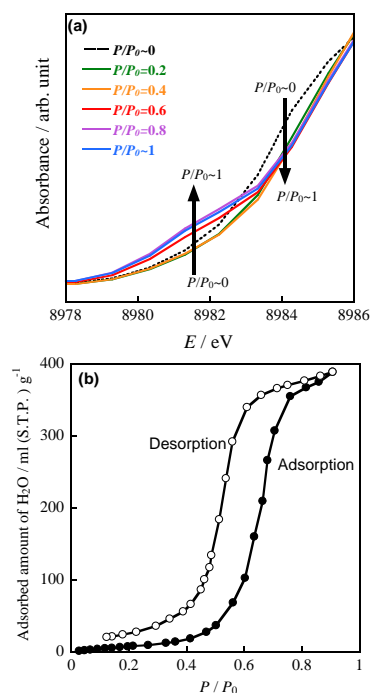 (a)
P/P₀~0
P/P₀=0.2
P/P₀=0.4
P/P₀=0.6
P/P₀=0.8
P/P₀~1
P/P₀~0
P/P₀~1
P/P₀~1
P/P₀~0
Absorbance / arb. unit
8978 8980 8982 8984 8986
E / eV
(b)
400
300
200
100
0
Desorption
Adsorption
Adsorbed amount of H₂O / ml (S.T.P. ) g⁻¹
0 0.2 0.4 0.6 0.8 1
P / P₀